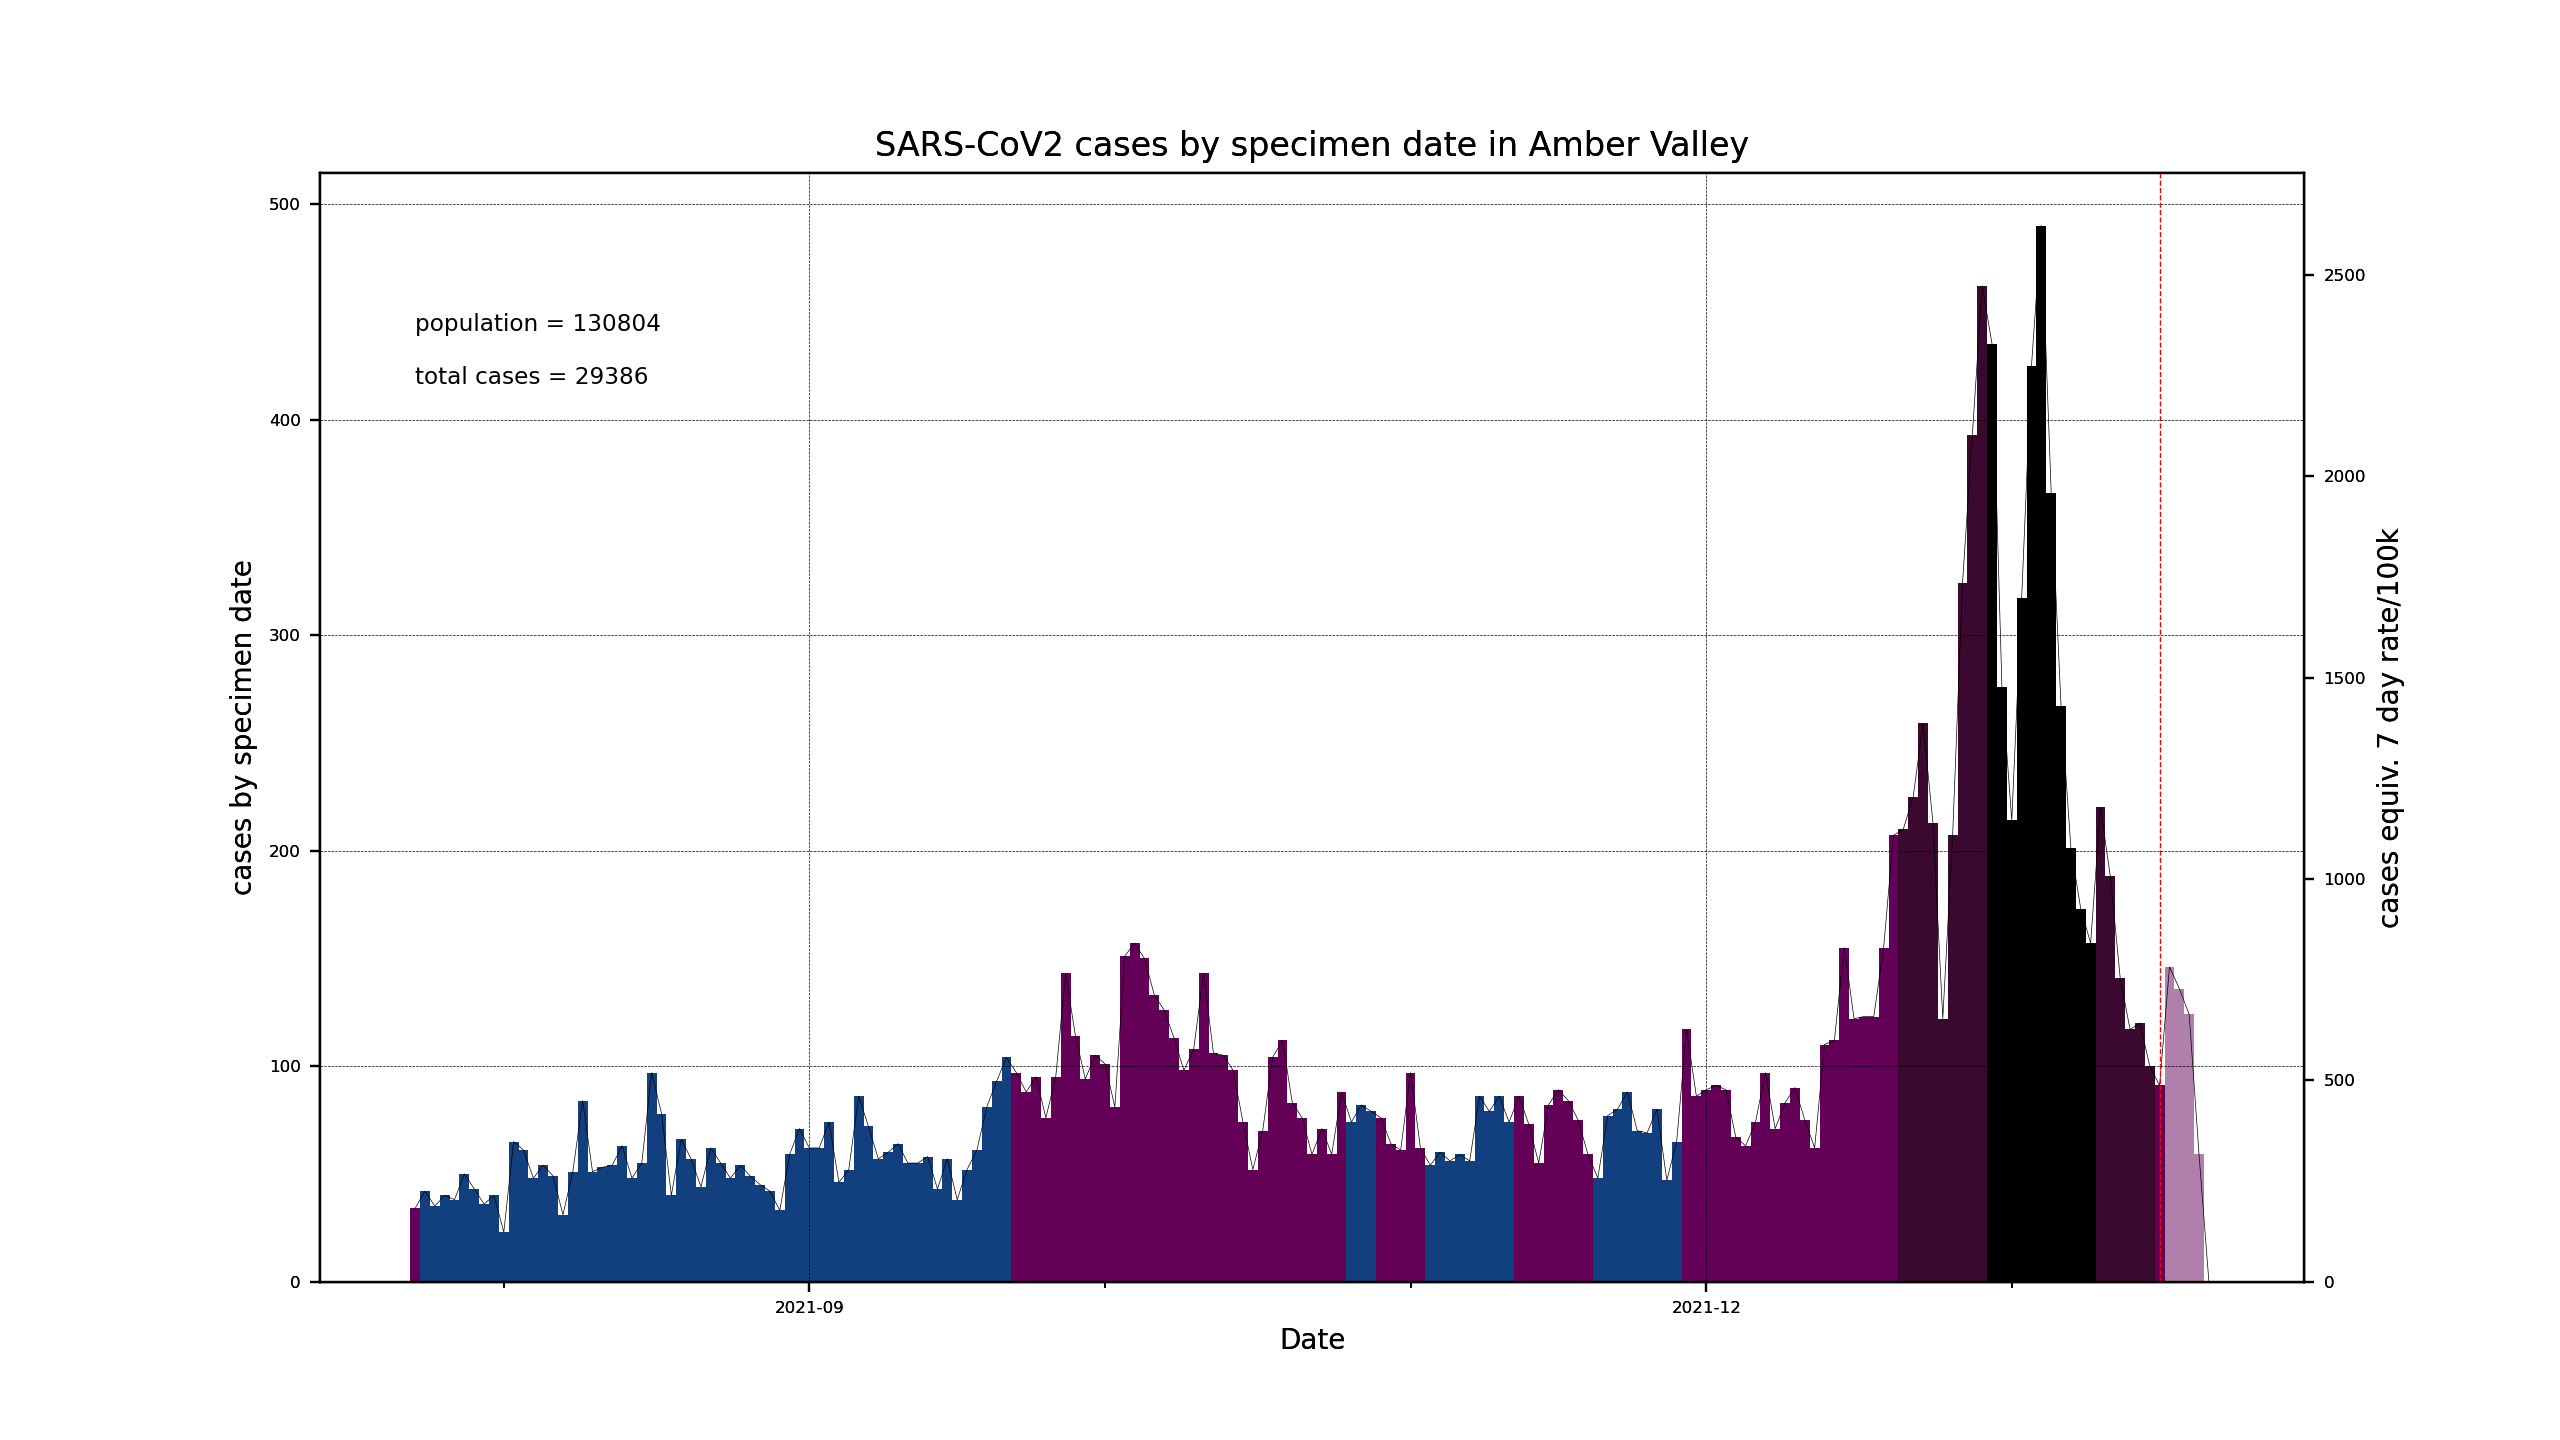 SARS-CoV2 cases by specimen date in Amber Valley
population = 130804
total cases = 29386
cases by specimen date
500
400
300
200
100
0
2500
2000
1500
1000
500
0
cases equiv. 7 day rate/100k
2021-09
2021-12
Date